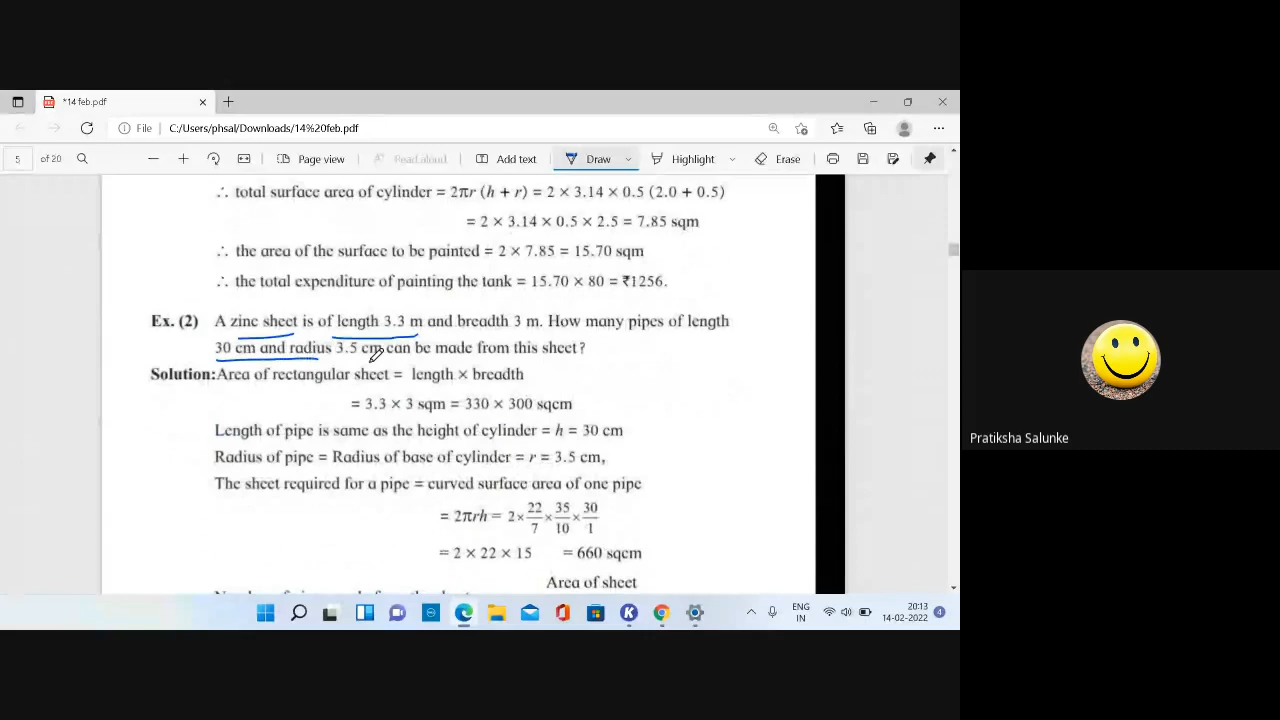 *14 feb.pdf
File C:/Users/phsal/Downloads/14%20feb.pdf
5 of 20 Page view Read aloud Add text Draw Highlight Erase
∴ total surface area of cylinder = 2πr (h + r) = 2 × 3.14 × 0.5 (2.0 + 0.5)
= 2 × 3.14 × 0.5 × 2.5 = 7.85 sqm
∴ the area of the surface to be painted = 2 × 7.85 = 15.70 sqm
∴ the total expenditure of painting the tank = 15.70 × 80 = ₹1256.
Ex. (2) A zinc sheet is of length 3.3 m and breadth 3 m. How many pipes of length
30 cm and radius 3.5 cm can be made from this sheet?
Solution: Area of rectangular sheet = length × breadth
= 3.3 × 3 sqm = 330 × 300 sqcm
Length of pipe is same as the height of cylinder = h = 30 cm
Radius of pipe = Radius of base of cylinder = r = 3.5 cm,
The sheet required for a pipe = curved surface area of one pipe
= 2πrh = 2 × 22/7 × 35/10 × 30/1
= 2 × 22 × 15 = 660 sqcm
Area of sheet
Pratiksha Salunke
ENG
IN
20:13
14-02-2022
4